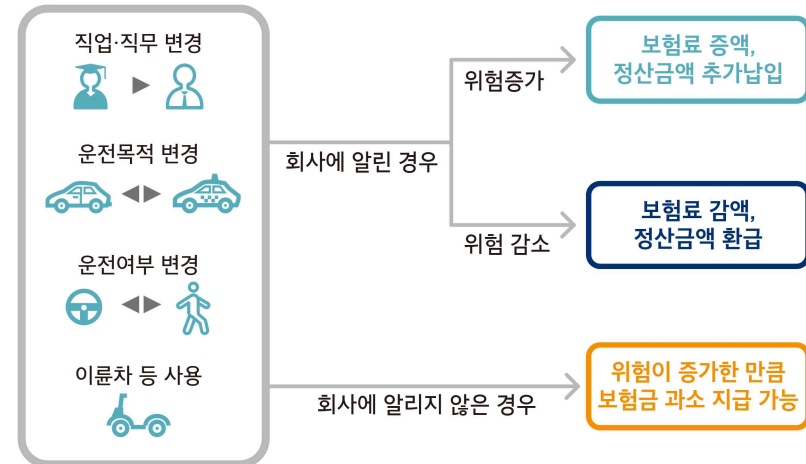 직업·직무 변경
운전목적 변경
운전여부 변경
이륜차 등 사용
회사에 알린 경우
위험증가
보험료 증액,
정산금액 추가납입
위험 감소
보험료 감액,
정산금액 환급
회사에 알리지 않은 경우
위험이 증가한 만큼
보험금 과소 지급 가능